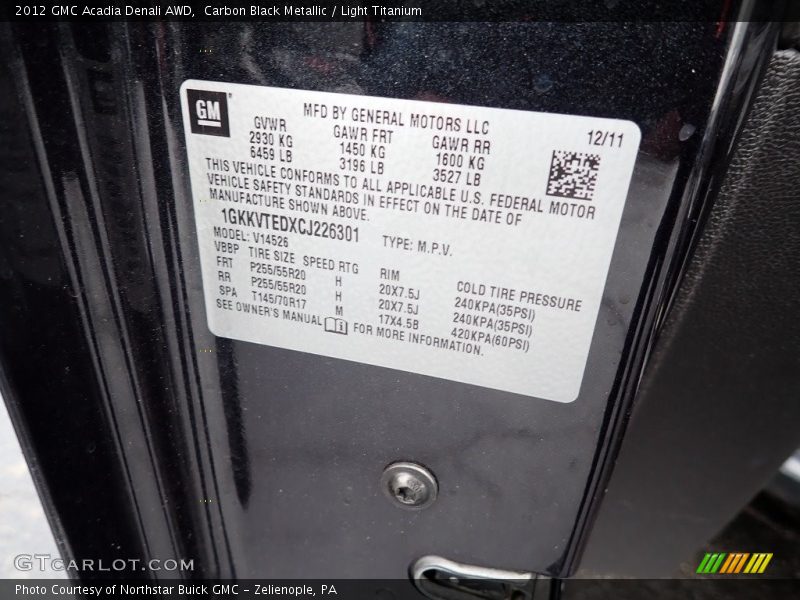 2012 GMC Acadia Denali AWD, Carbon Black Metallic / Light Titanium
GM
MFD BY GENERAL MOTORS LLC
12/11
GVWR GAWR FRT GAWR RR
2930 KG 1450 KG 1600 KG
6459 LB 3196 LB 3527 LB
THIS VEHICLE CONFORMS TO ALL APPLICABLE U.S. FEDERAL MOTOR
VEHICLE SAFETY STANDARDS IN EFFECT ON THE DATE OF
MANUFACTURE SHOWN ABOVE.
1GKKVTEDXCJ226301 TYPE: M.P.V.
MODEL: V14526
VBBP TIRE SIZE SPEED RTG RIM COLD TIRE PRESSURE
FRT P255/55R20 H 20X7.5J 240KPA(35PSI)
RR P255/55R20 H 20X7.5J 240KPA(35PSI)
SPA T145/70R17 M 17X4.5B 420KPA(60PSI)
SEE OWNER'S MANUAL FOR MORE INFORMATION.
GTcarlot.com
Photo Courtesy of Northstar Buick GMC - Zelienople, PA